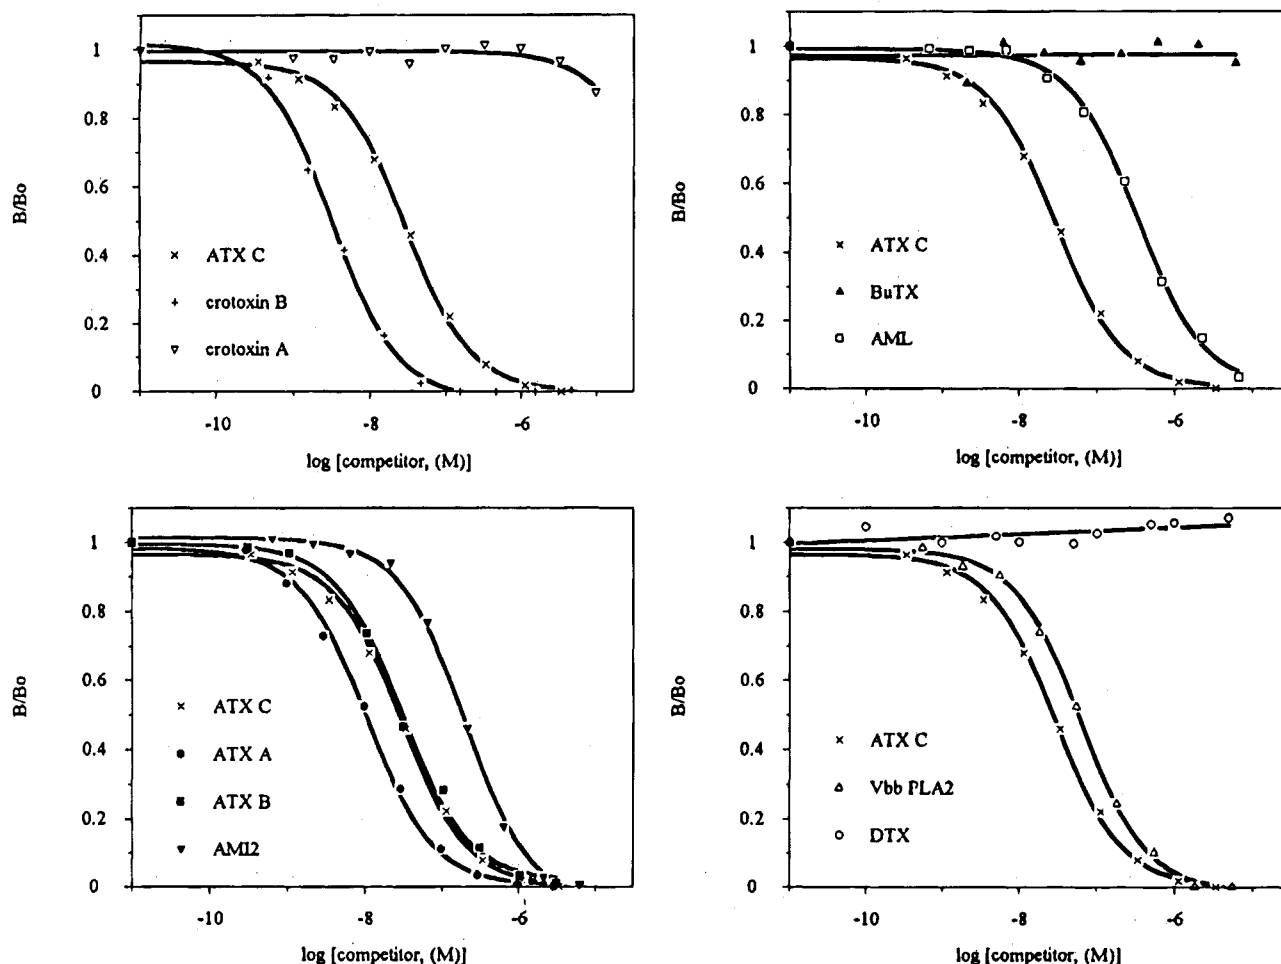 1
0.8
0.6
0.4
0.2
0
B/Bo
ATX C
crotoxin B
crotoxin A
-10
-8
-6
log [competitor, (M)]
1
0.8
0.6
0.4
0.2
0
B/Bo
ATX C
BuTX
AML
-10
-8
-6
log [competitor, (M)]
1
0.8
0.6
0.4
0.2
0
B/Bo
ATX C
ATX A
ATX B
AMI2
-10
-8
-6
log [competitor, (M)]
1
0.8
0.6
0.4
0.2
0
B/Bo
ATX C
Vbb PLA2
DTX
-10
-8
-6
log [competitor, (M)]